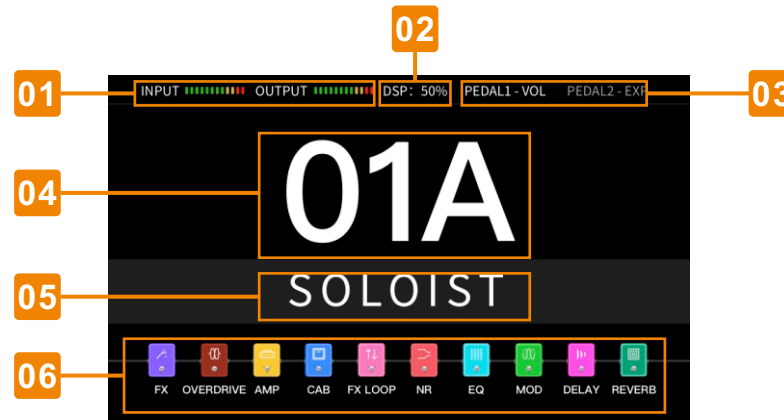 02
01
INPUT OUTPUT DSP: 50% PEDAL1 - VOL PEDAL2 - EXP
03
04
01A
05
SOLOIST
06
FX OVERDRIVE AMP CAB FX LOOP NR EQ MOD DELAY REVERB